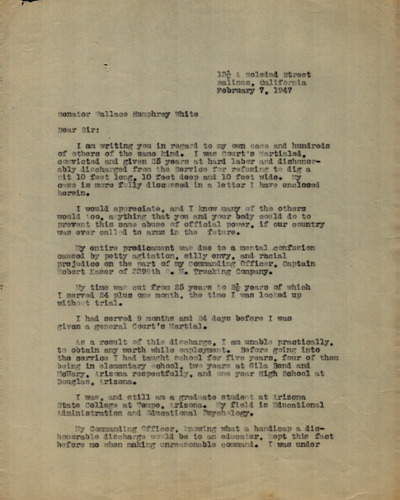 13½ A Soledad Street
Salinas, California
February 7, 1947
Senator Wallace Humphrey White
Dear Sir:
I am writing you in regard to my own case and hundreds
of others of the same kind. I was Court's Martialed,
convicted and given 25 years at hard labor and dishonor-
ably discharged from the Service for refusing to dig a
pit 10 feet long, 10 feet deep and 10 feet wide. My
case is more fully discussed in a letter I have enclosed
herein.
I would appreciate, and I know many of the others
would too, anything that you and your body could do to
prevent this same abuse of official power, if our country
was ever called to arms in the future.
My entire predicament was due to a mental confusion
caused by petty agitation, silly envy, and racial
prejudice on the part of my Commanding Officer, Captain
Robert Kaser of 3398th Q. M. Trucking Company.
My time was cut from 25 years to 2½ years of which
I served 24 plus one month, the time I was locked up
without trial.
I had served 9 months and 24 days before I was
given a general Court's Martial.
As a result of this discharge, I am unable practically,
to obtain any worth while employment. Before going into
the service I had taught school for five years, four of them
being in elementary school, two years at Gila Bend and
McNary, Arizona respectfully, and one year High School at
Douglas, Arizona.
I was, and still am a graduate student at Arizona
State College at Tempe, Arizona. My field is Educational
Administration and Educational Psychology.
My Commanding Officer, knowing what a handicap a dis-
honorable discharge would be to an educator, kept this fact
before me when making unreasonable command. I was under